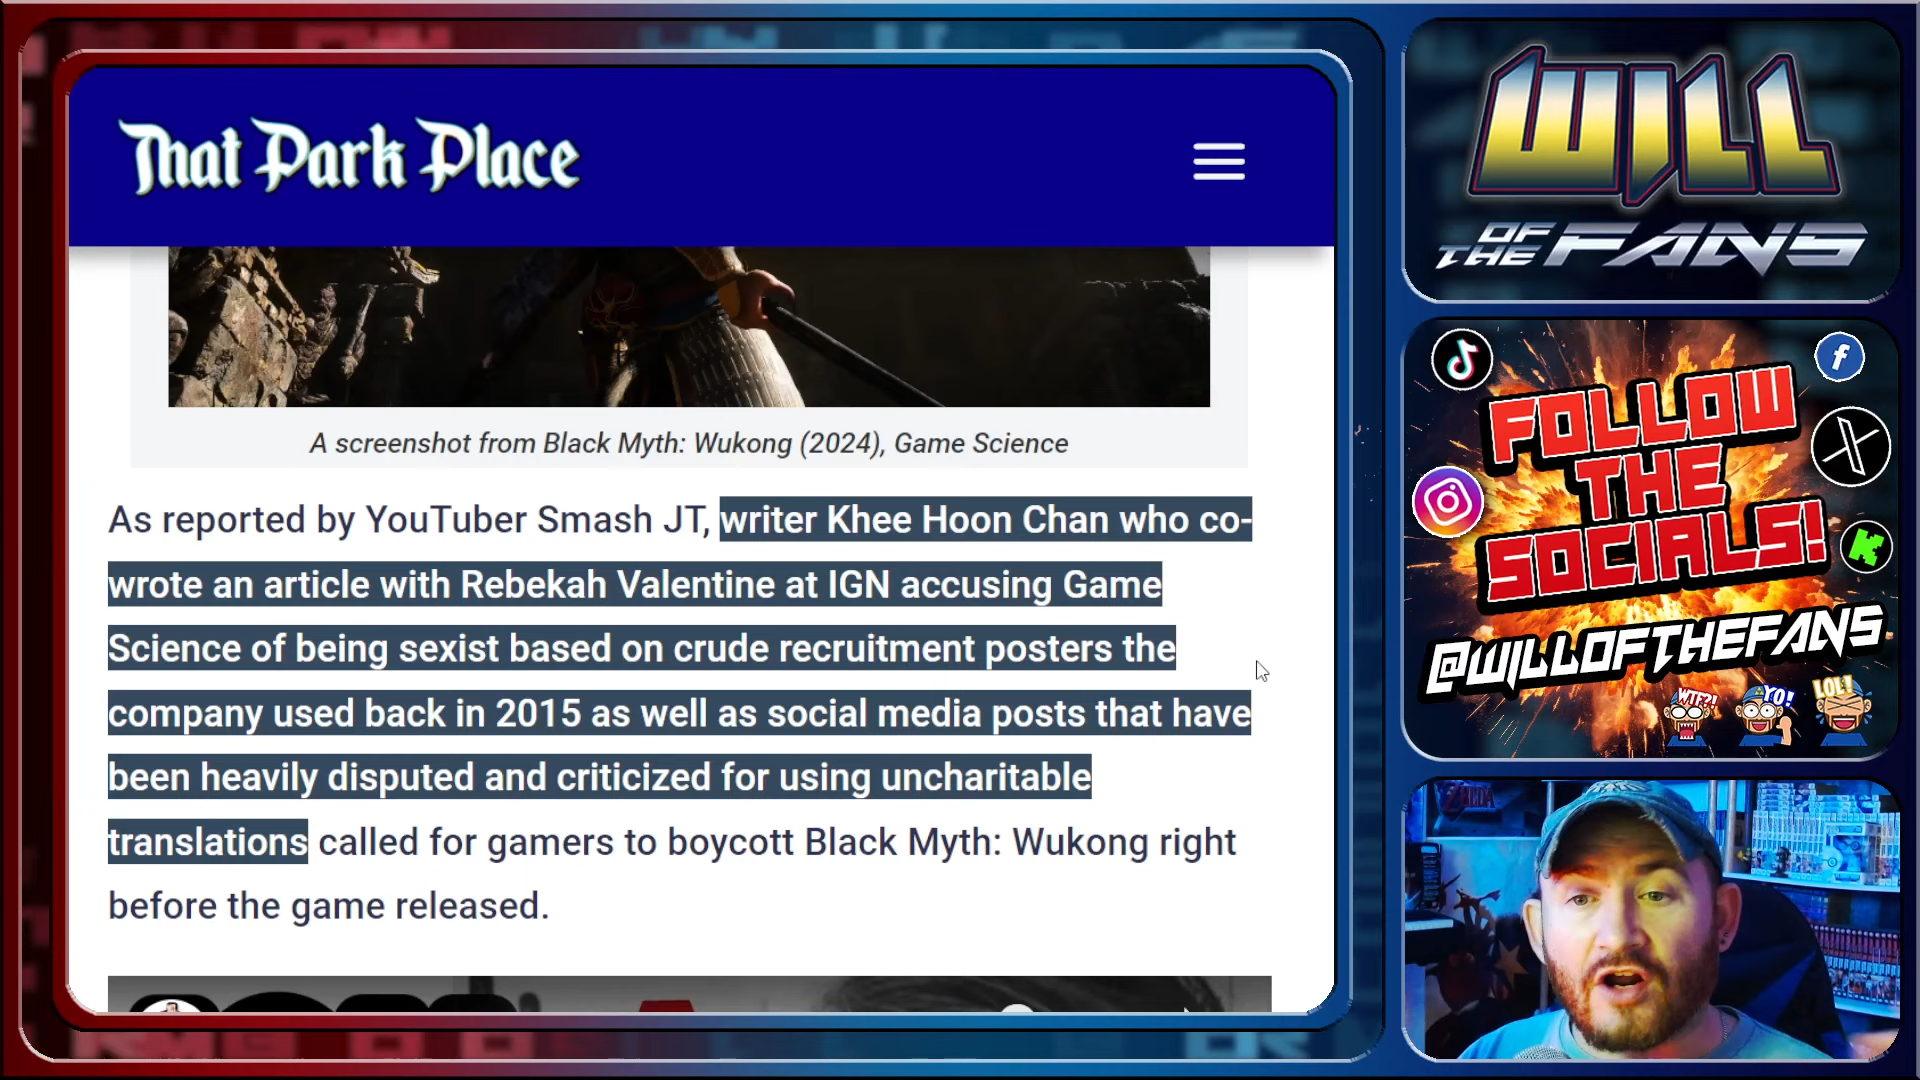 That Park Place
A screenshot from Black Myth: Wukong (2024), Game Science
As reported by YouTuber Smash JT, writer Khee Hoon Chan who co-
wrote an article with Rebekah Valentine at IGN accusing Game
Science of being sexist based on crude recruitment posters the
company used back in 2015 as well as social media posts that have
been heavily disputed and criticized for using uncharitable
translations called for gamers to boycott Black Myth: Wukong right
before the game released.
WILL
OF
THE FANS
FOLLOW
THE
SOCIALS!
@WILLOFTHEFANS
WTF?!
YO!
LOL!